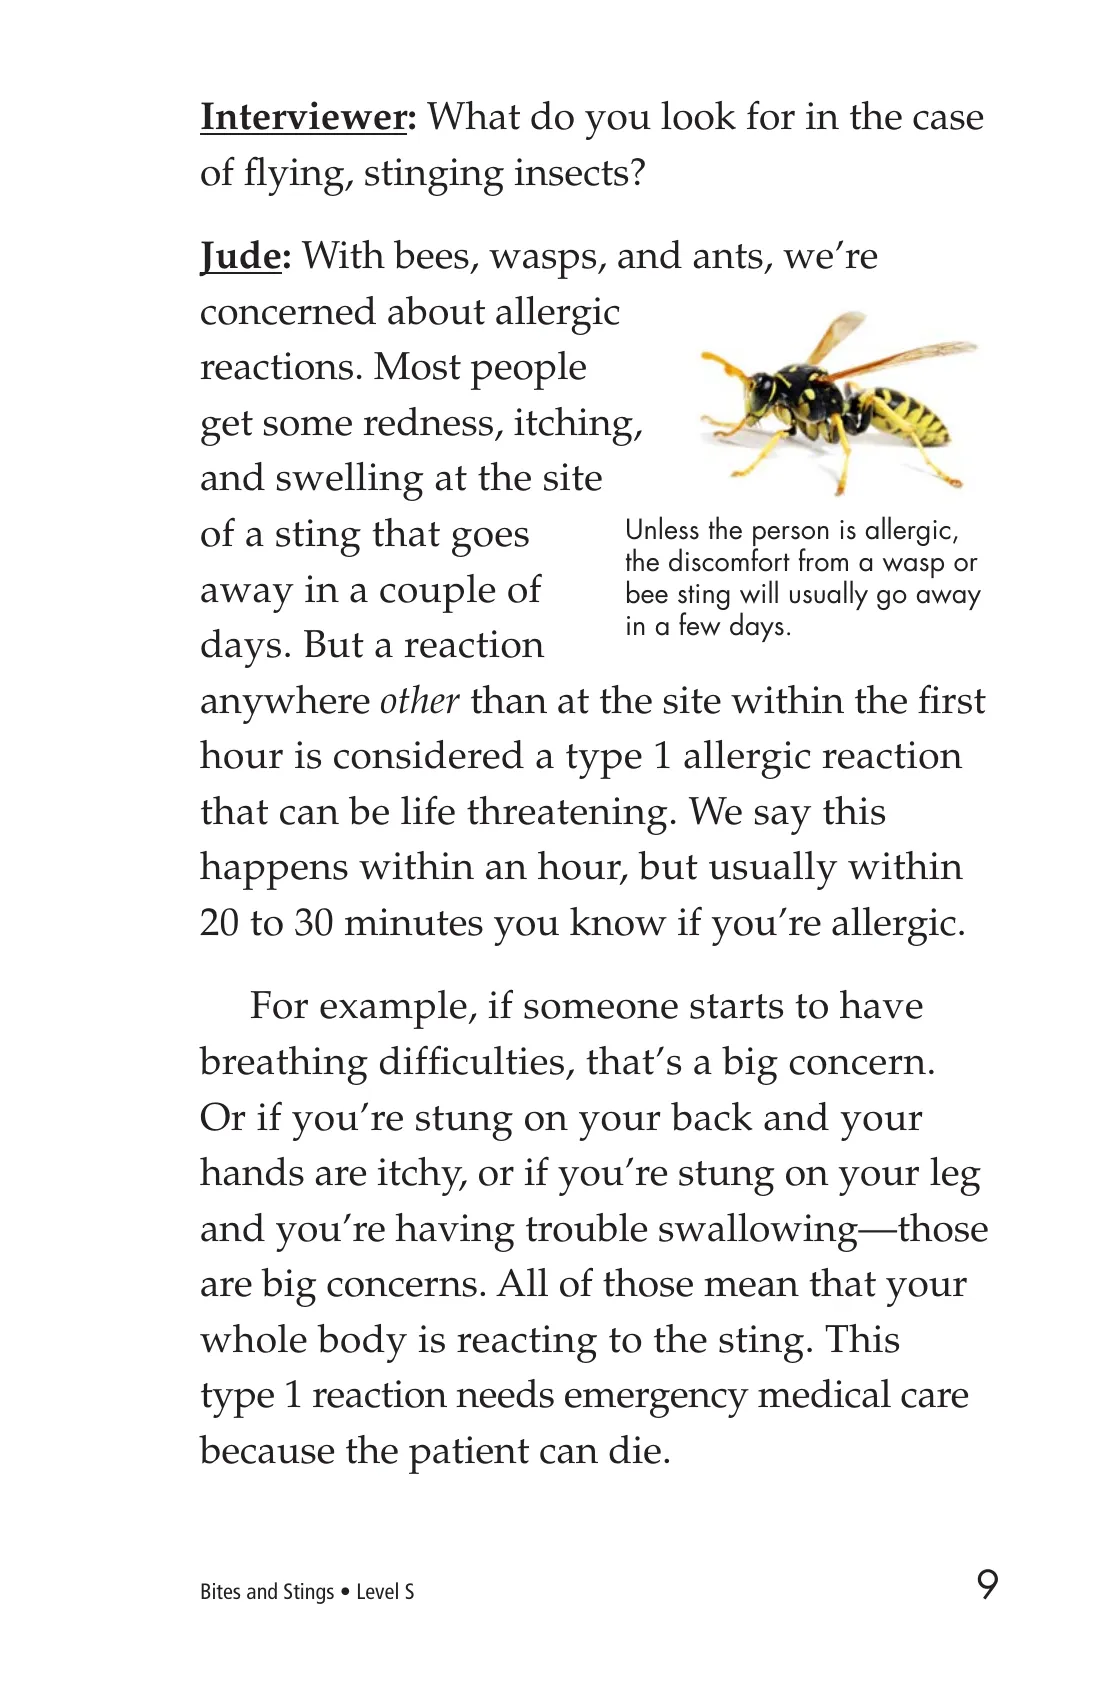 Interviewer: What do you look for in the case
of flying, stinging insects?
Jude: With bees, wasps, and ants, we’re
concerned about allergic
reactions. Most people
get some redness, itching,
and swelling at the site
of a sting that goes
away in a couple of
days. But a reaction
anywhere other than at the site within the first
hour is considered a type 1 allergic reaction
that can be life threatening. We say this
happens within an hour, but usually within
20 to 30 minutes you know if you’re allergic.
Unless the person is allergic,
the discomfort from a wasp or
bee sting will usually go away
in a few days.
For example, if someone starts to have
breathing difficulties, that’s a big concern.
Or if you’re stung on your back and your
hands are itchy, or if you’re stung on your leg
and you’re having trouble swallowing—those
are big concerns. All of those mean that your
whole body is reacting to the sting. This
type 1 reaction needs emergency medical care
because the patient can die.
Bites and Stings • Level S
9